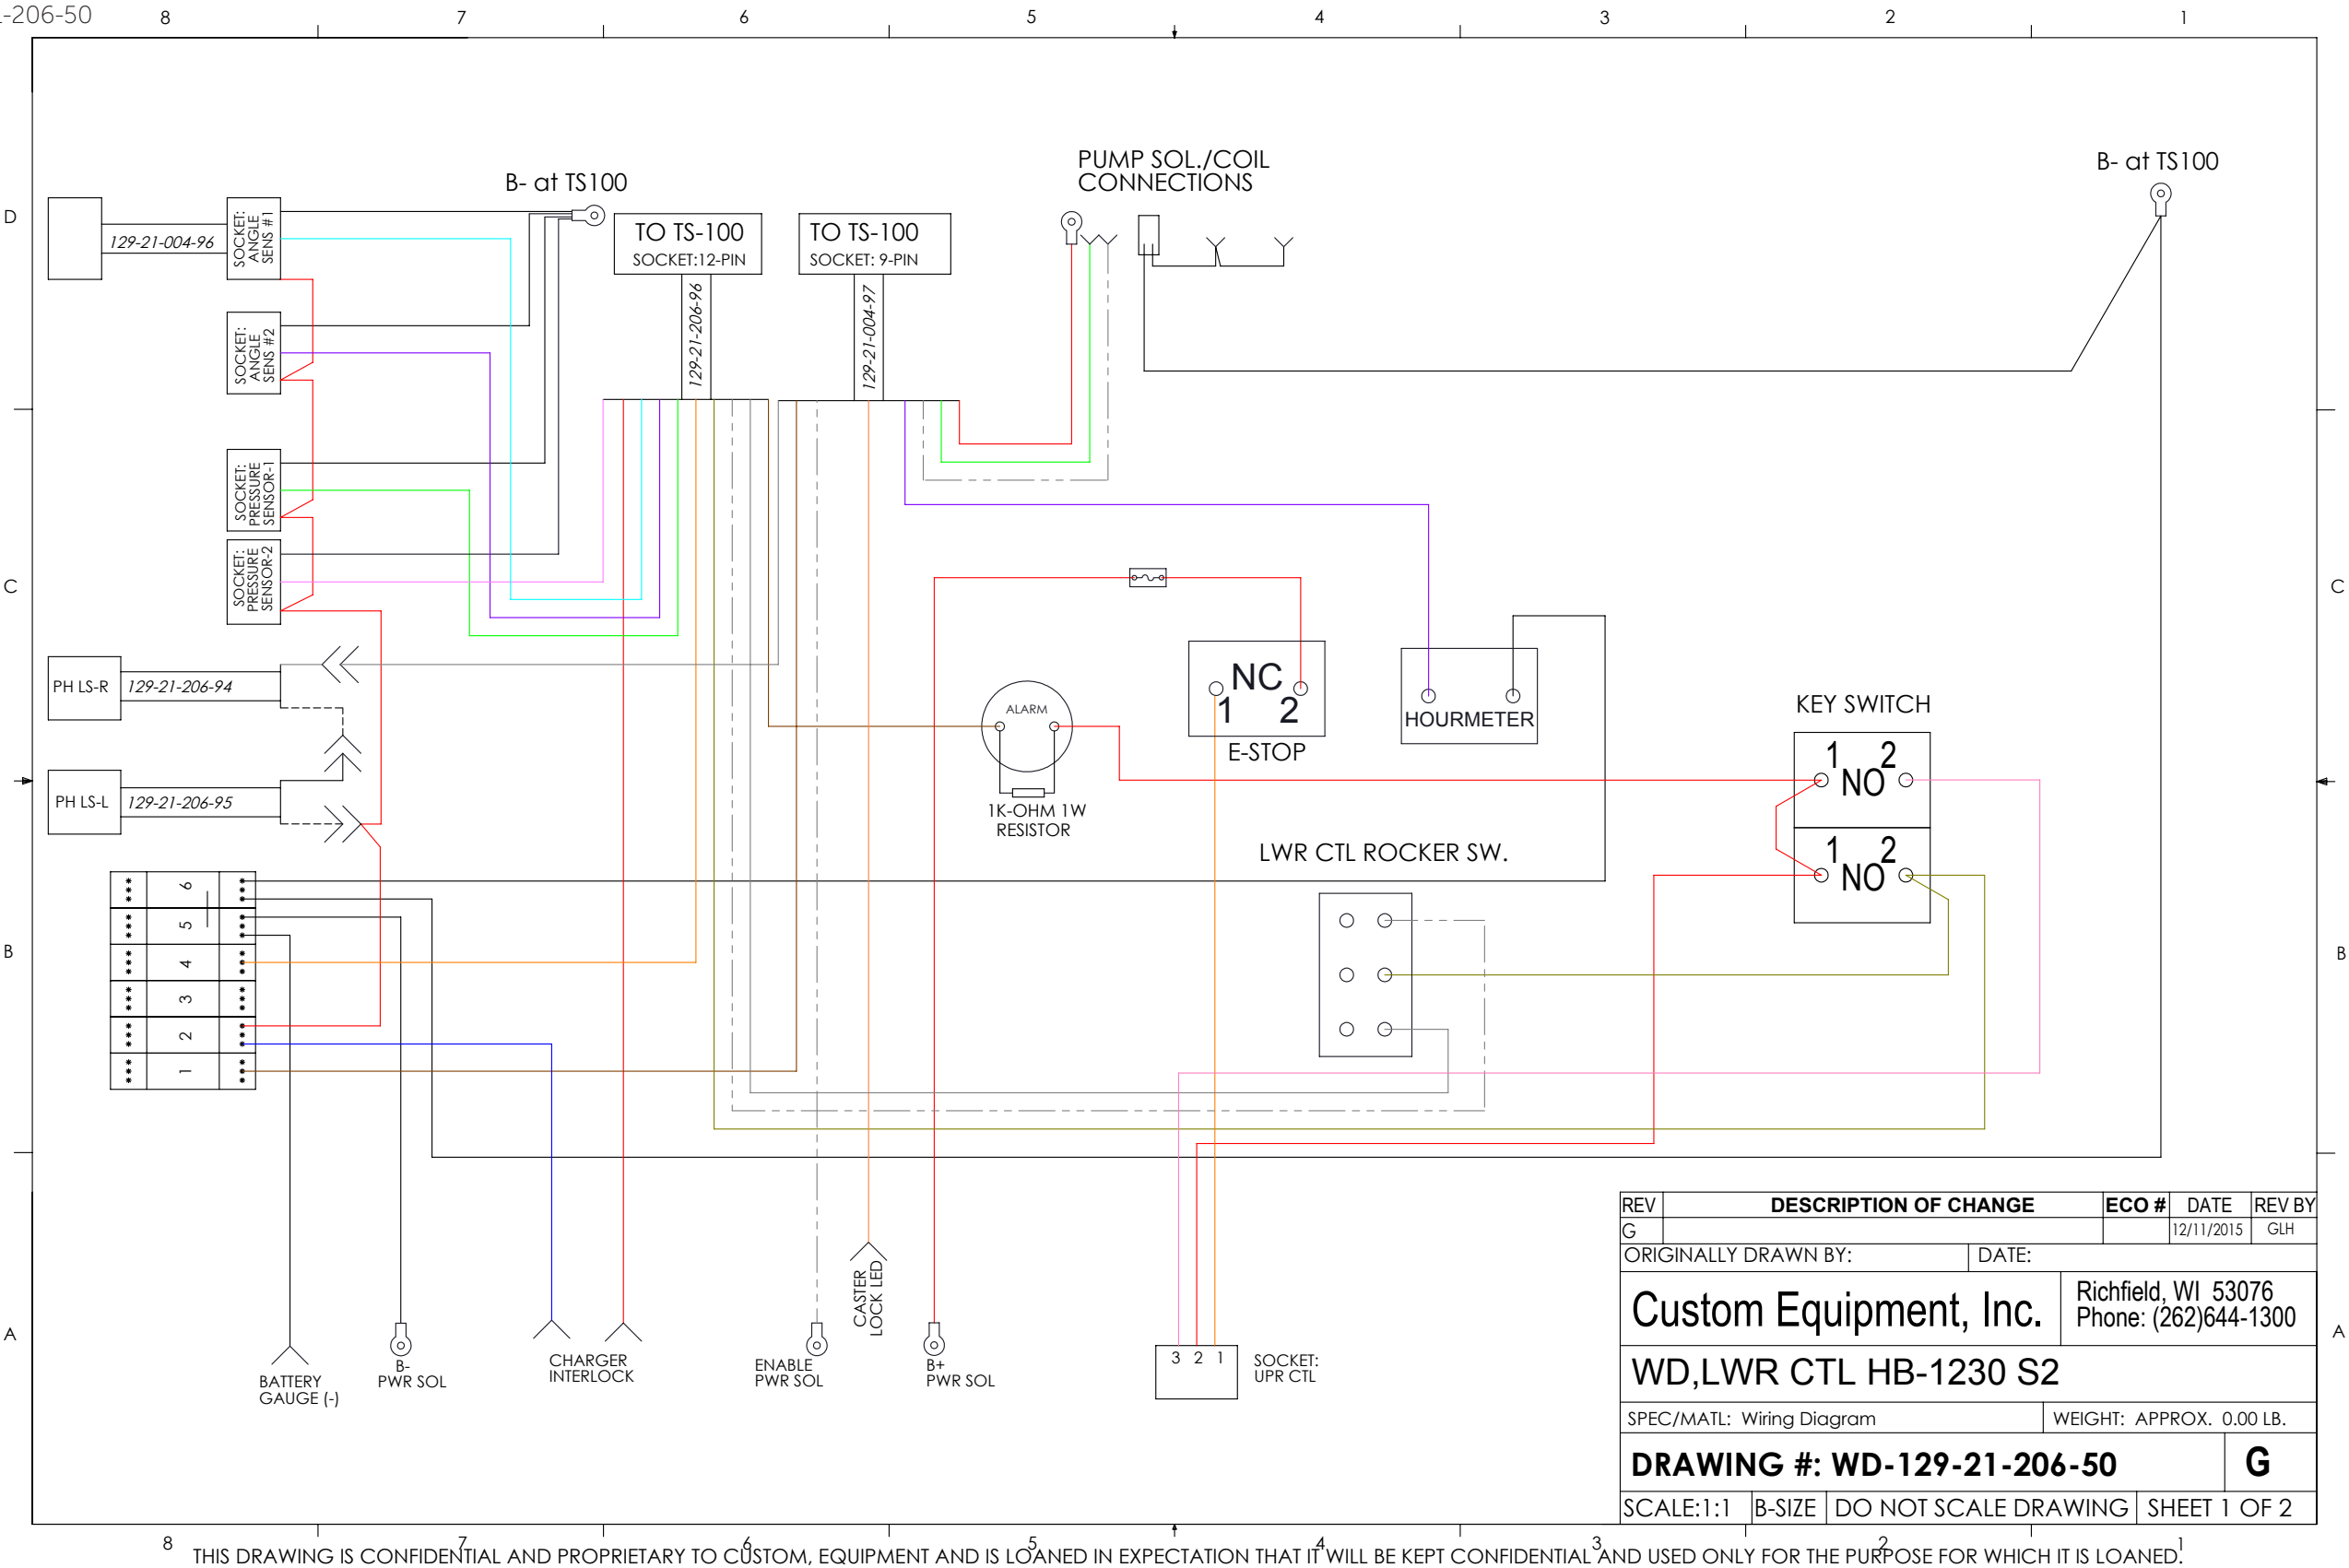 -206-50
8 7 6 5 4 3 2 1
D
C
B
A
B- at TS100
PUMP SOL./COIL
CONNECTIONS
B- at TS100
129-21-004-96
SOCKET:
ANGLE
SENS #1
TO TS-100
SOCKET:12-PIN
TO TS-100
SOCKET: 9-PIN
129-21-206-96
129-21-004-97
SOCKET:
ANGLE
SENS #2
SOCKET:
PRESSURE
SENSOR-1
SOCKET:
PRESSURE
SENSOR-2
PH LS-R
129-21-206-94
PH LS-L
129-21-206-95
ALARM
1K-OHM 1W
RESISTOR
NC
1 2
E-STOP
HOURMETER
KEY SWITCH
1 2
NO
1 2
NO
LWR CTL ROCKER SW.
6
5
4
3
2
1
BATTERY
GAUGE (-)
B-
PWR SOL
CHARGER
INTERLOCK
ENABLE
PWR SOL
CASTER
LOCK LED
B+
PWR SOL
3 2 1
SOCKET:
UPR CTL
C
B
A
REV DESCRIPTION OF CHANGE ECO # DATE REV BY
G 12/11/2015 GLH
ORIGINALLY DRAWN BY: DATE:
Custom Equipment, Inc.
Richfield, WI 53076
Phone: (262)644-1300
WD,LWR CTL HB-1230 S2
SPEC/MATL: Wiring Diagram WEIGHT: APPROX. 0.00 LB.
DRAWING #: WD-129-21-206-50 G
SCALE:1:1 B-SIZE DO NOT SCALE DRAWING SHEET 1 OF 2
8 7 6 5 4 3 2 1
THIS DRAWING IS CONFIDENTIAL AND PROPRIETARY TO CUSTOM, EQUIPMENT AND IS LOANED IN EXPECTATION THAT IT WILL BE KEPT CONFIDENTIAL AND USED ONLY FOR THE PURPOSE FOR WHICH IT IS LOANED.